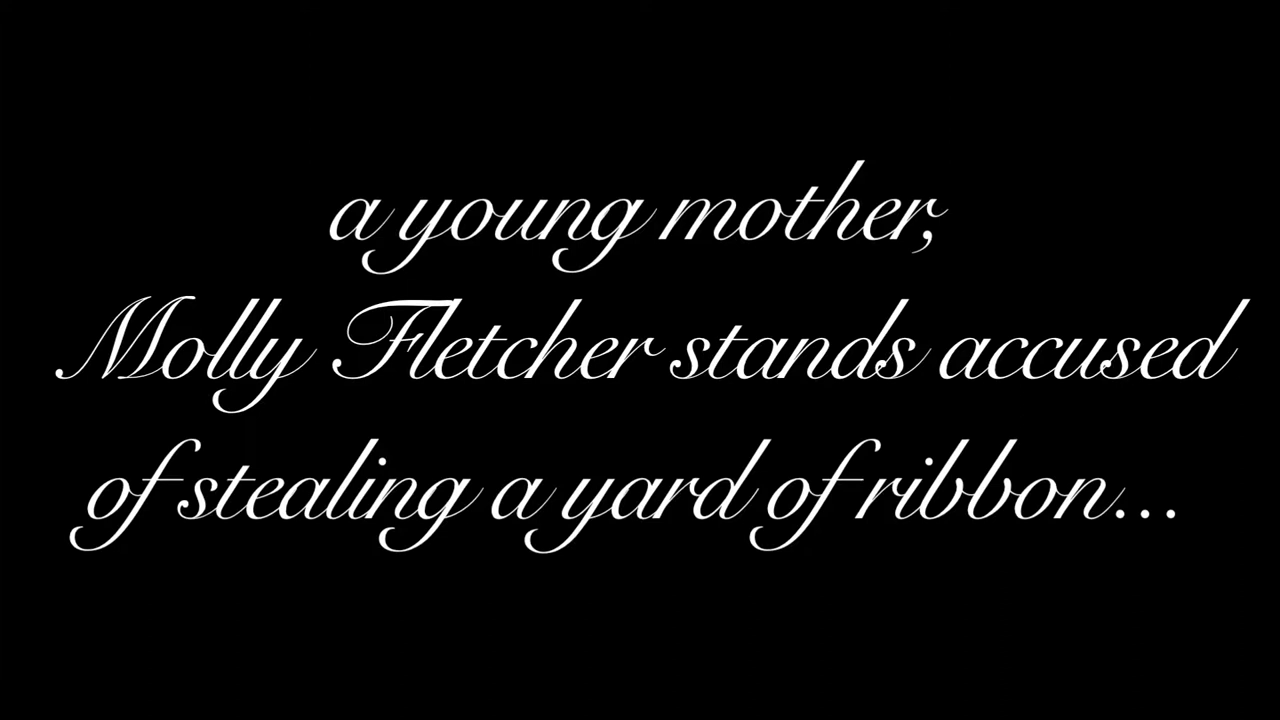 a young mother,
Molly Fletcher stands accused
of stealing a yard of ribbon...